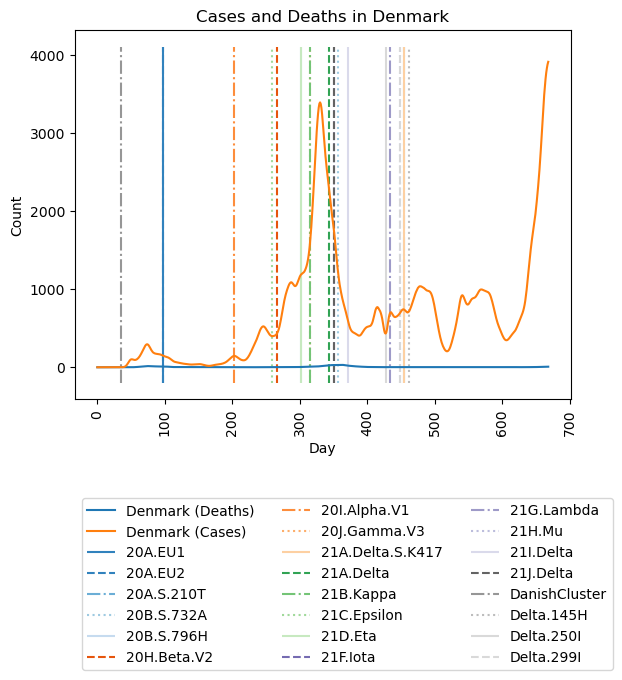 Cases and Deaths in Denmark
4000
3000
2000
1000
0
Count
0
100
200
300
400
500
600
700
Day
Denmark (Deaths)
Denmark (Cases)
20A.EU1
20A.EU2
20A.S.210T
20B.S.732A
20B.S.796H
20H.Beta.V2
20I.Alpha.V1
20J.Gamma.V3
21A.Delta.S.K417
21A.Delta
21B.Kappa
21C.Epsilon
21D.Eta
21F.Iota
21G.Lambda
21H.Mu
21I.Delta
21J.Delta
DanishCluster
Delta.145H
Delta.250I
Delta.299I